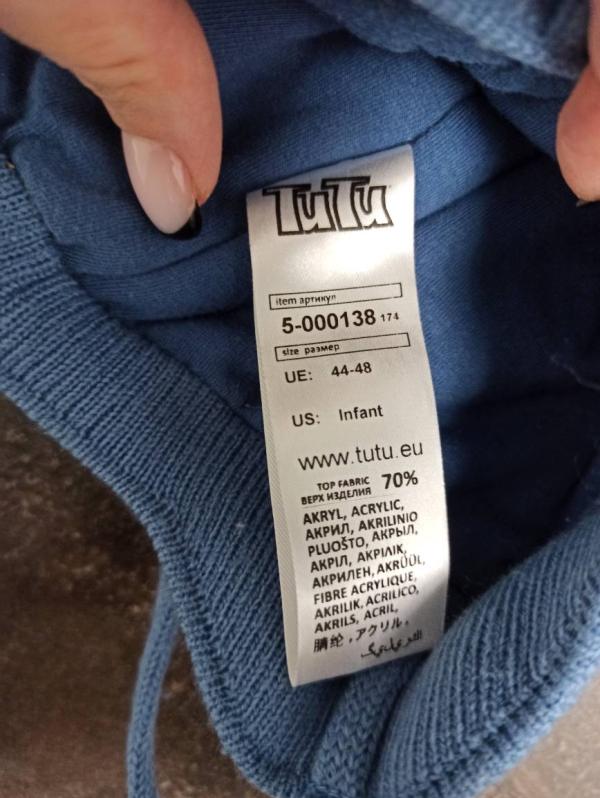 TuTu
item артикул
5-000138 174
size размер
UE: 44-48
US: Infant
www.tutu.eu
TOP FABRIC
ВЕРХ ИЗДЕЛИЯ 70%
AKRYL, ACRYLIC,
АКРИЛ, AKRILINIO
PLUOŠTO, АКРЫЛ,
АКРІЛ, АКРІЛІК,
АКРИЛЕН, AKRÜÜL,
FIBRE ACRYLIQUE,
AKRILIK, ACRILICO,
AKRILS, ACRIL,
腈纶 , アクリル,